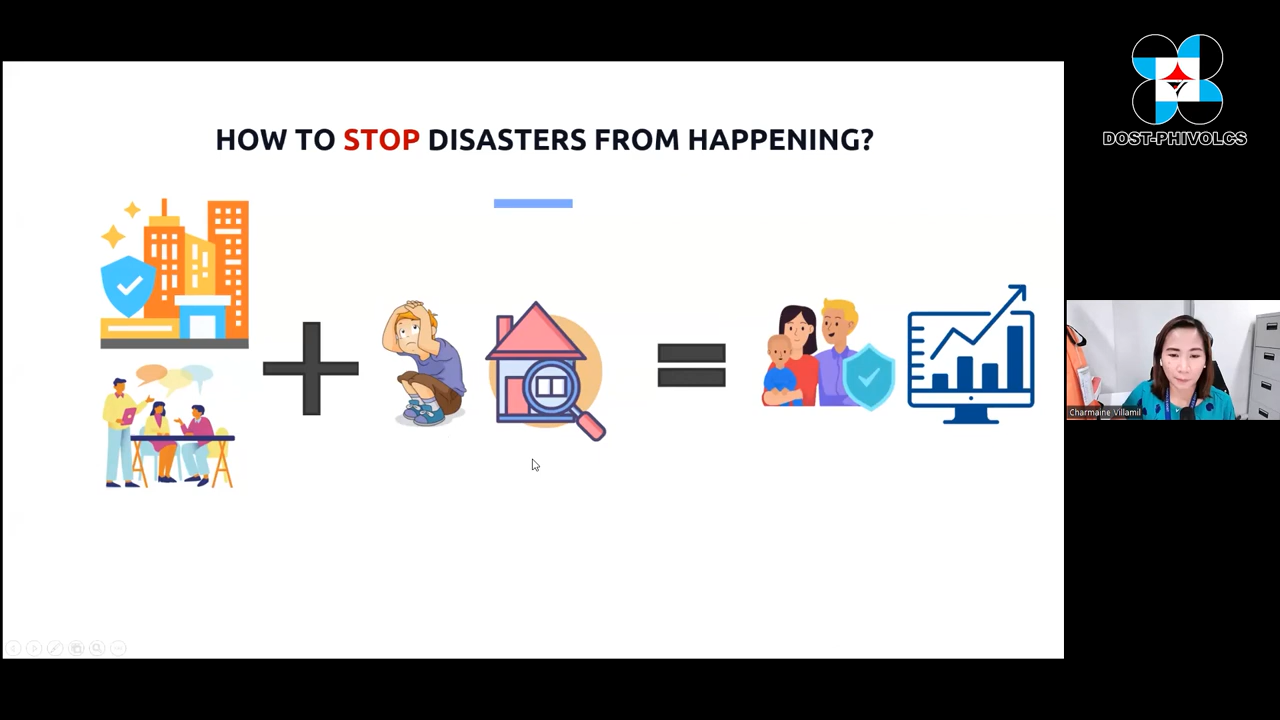 HOW TO STOP DISASTERS FROM HAPPENING?
DOST-PHIVOLCS
Charmaine Villamil